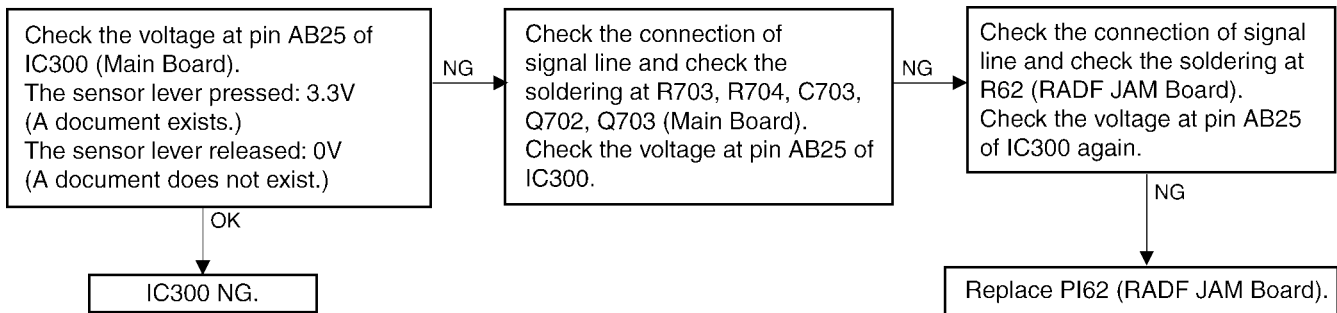 Check the voltage at pin AB25 of
IC300 (Main Board).
The sensor lever pressed: 3.3V
(A document exists.)
The sensor lever released: 0V
(A document does not exist.)
NG
Check the connection of
signal line and check the
soldering at R703, R704, C703,
Q702, Q703 (Main Board).
Check the voltage at pin AB25 of
IC300.
NG
Check the connection of signal
line and check the soldering at
R62 (RADF JAM Board).
Check the voltage at pin AB25
of IC300 again.
OK
NG
IC300 NG.
Replace PI62 (RADF JAM Board).